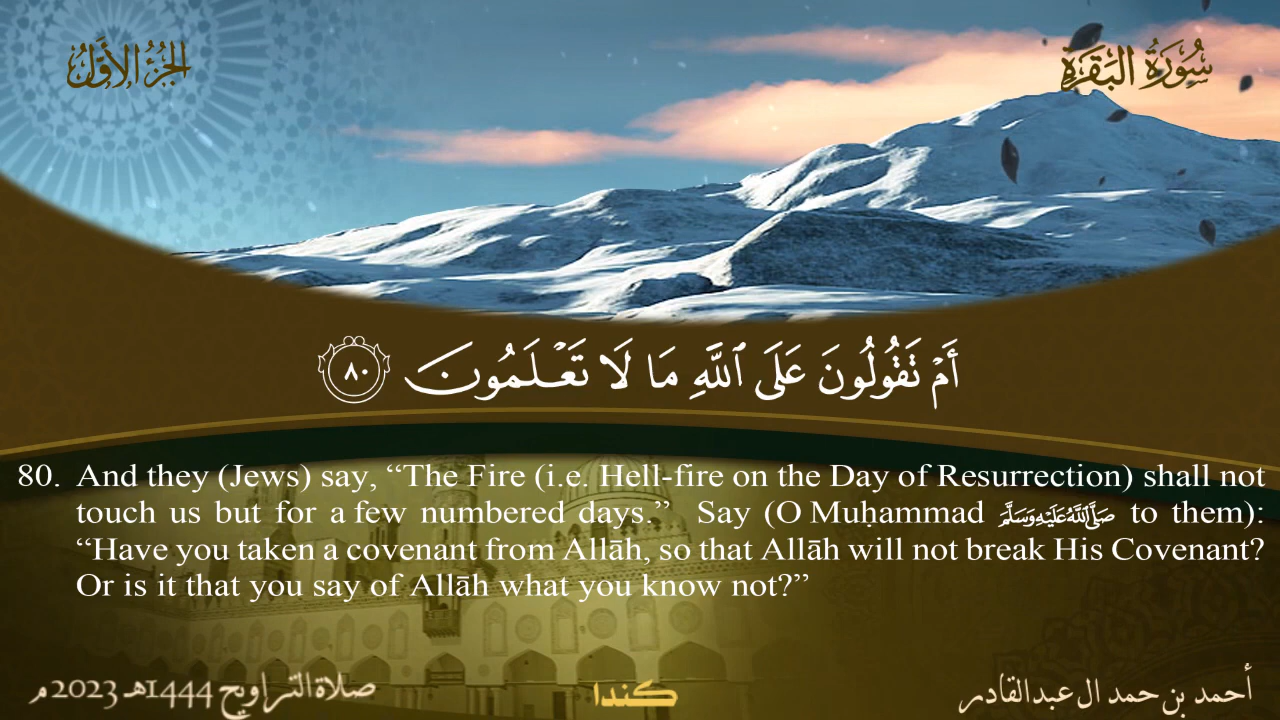 سُورَةُ البَقَرَةِ
الجُزْءُ الأَوَّلُ
أَمْ تَقُولُونَ عَلَى ٱللَّهِ مَا لَا تَعْلَمُونَ ٨٠
80. And they (Jews) say, “The Fire (i.e. Hell-fire on the Day of Resurrection) shall not
touch us but for a few numbered days.” Say (O Muḥammad ﷺ to them):
“Have you taken a covenant from Allāh, so that Allāh will not break His Covenant?
Or is it that you say of Allāh what you know not?”
أحمد بن حمد ال عبدالقادر
كندا
صلاة التراويح 1444هـ 2023م